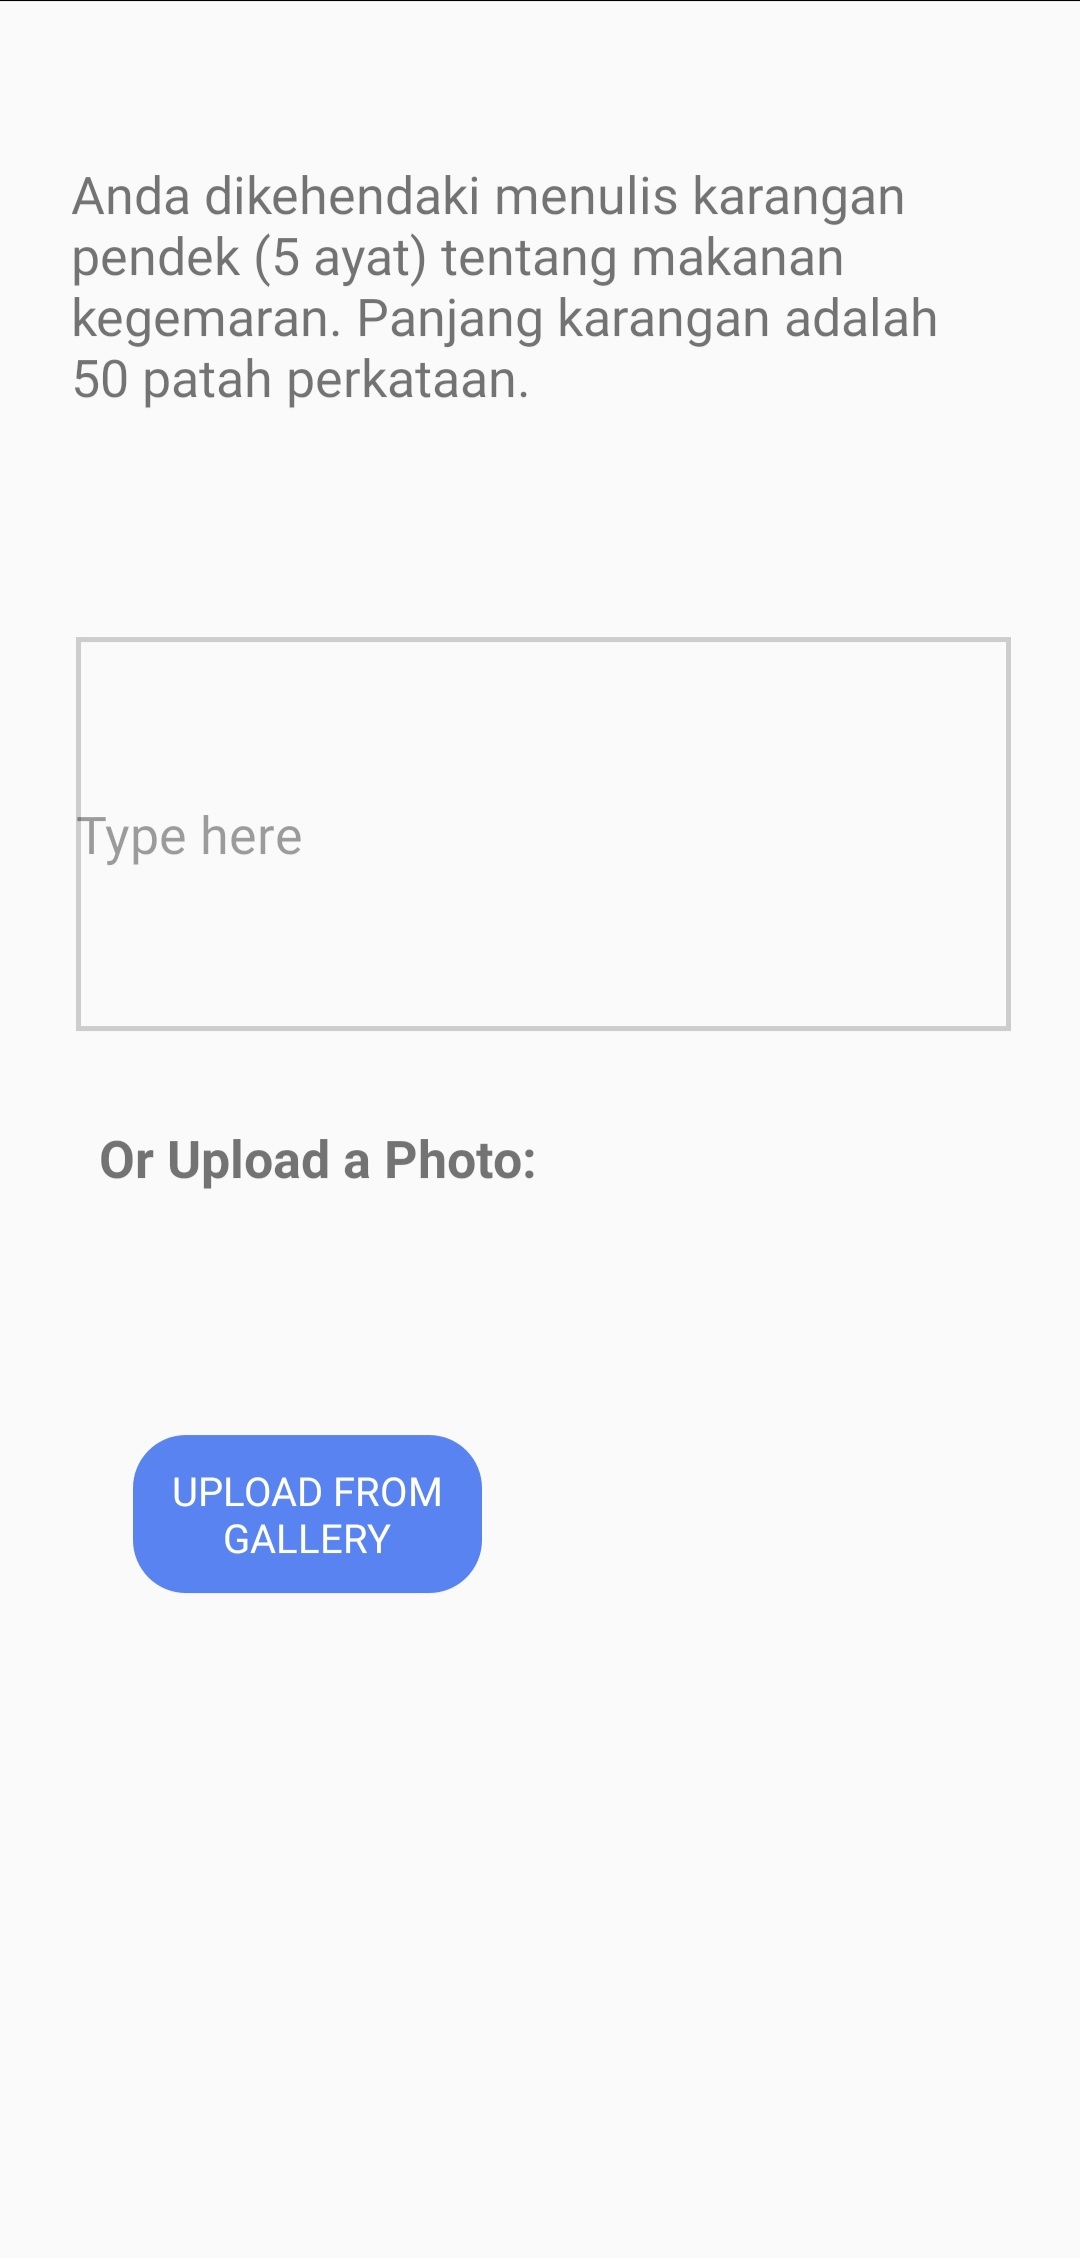 Anda dikehendaki menulis karangan
pendek (5 ayat) tentang makanan
kegemaran. Panjang karangan adalah
50 patah perkataan.
Type here
Or Upload a Photo:
UPLOAD FROM
GALLERY